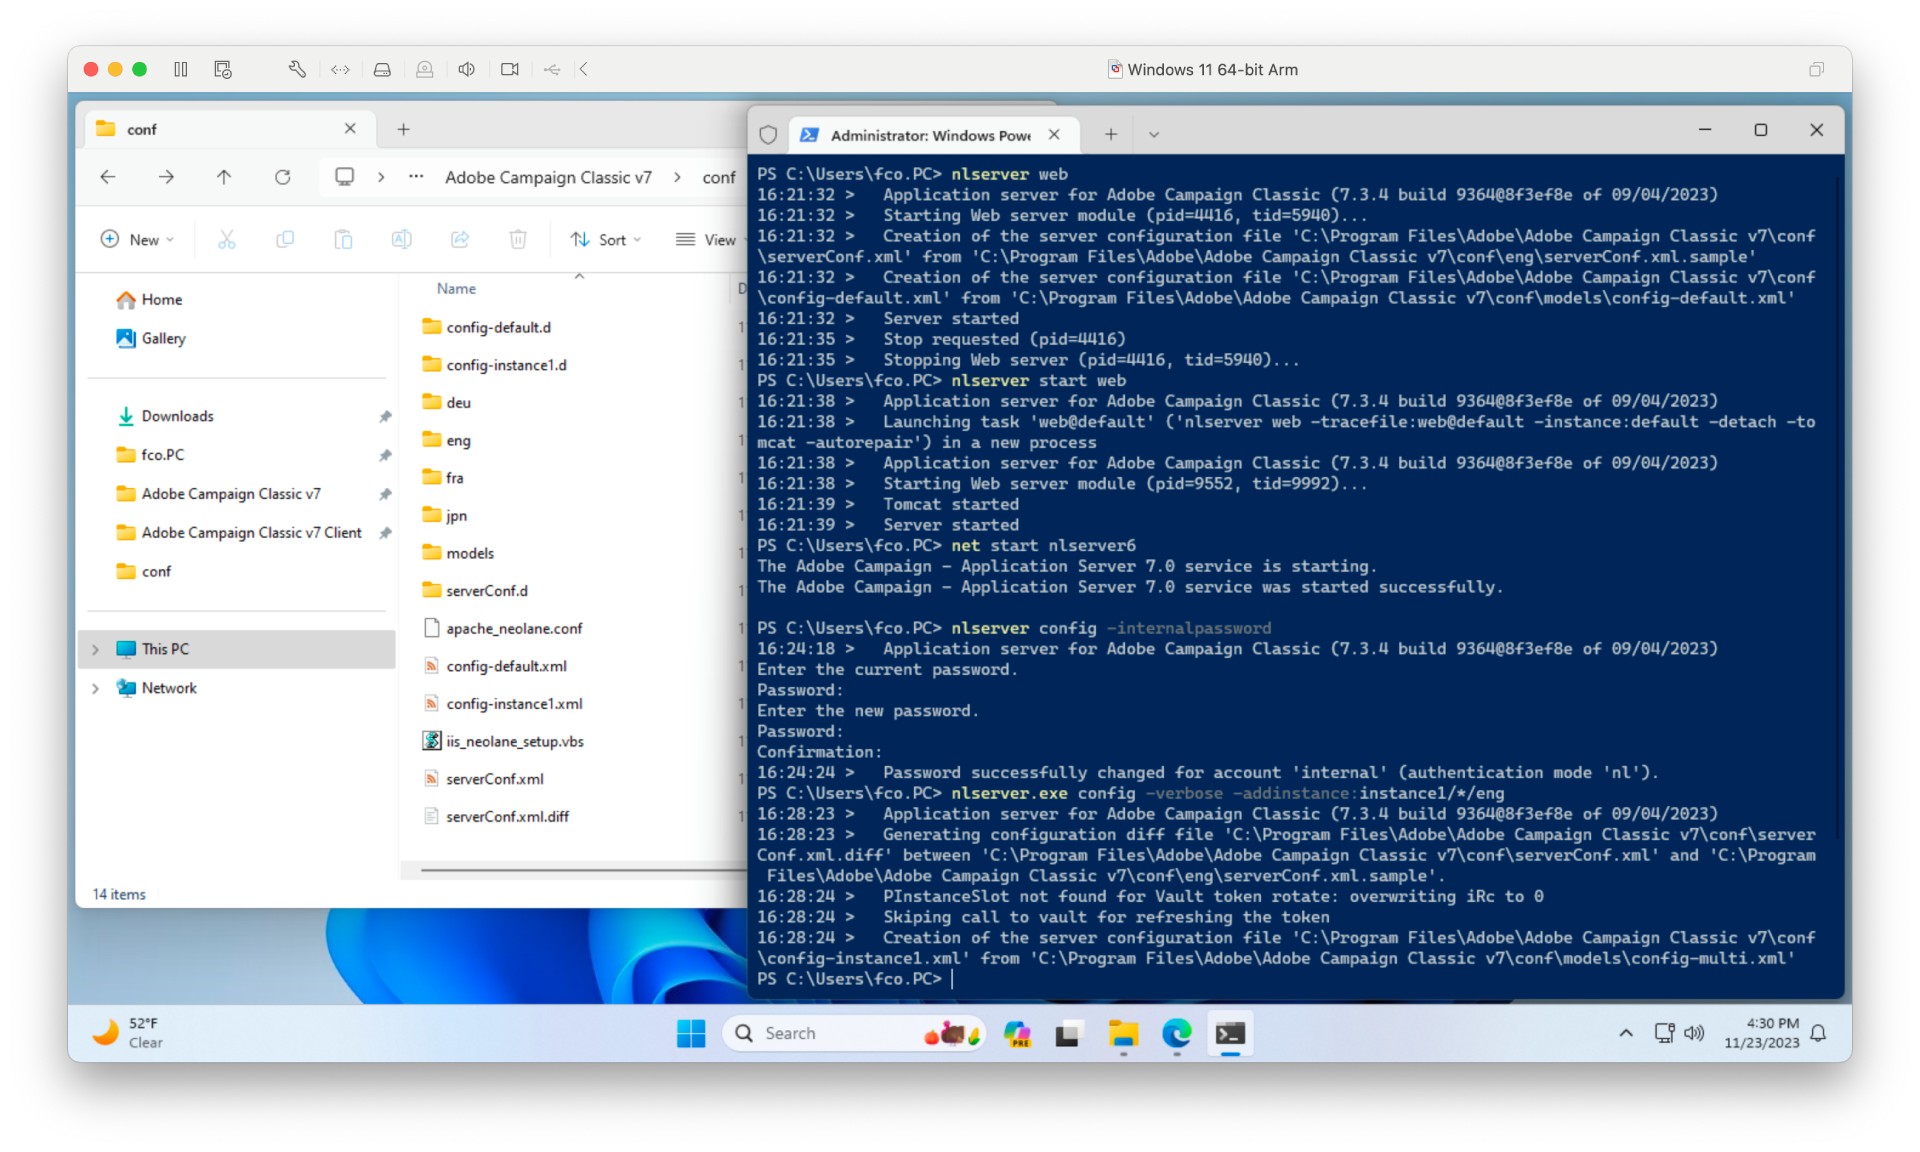 Windows 11 64-bit Arm
conf
Adobe Campaign Classic v7 > conf
New
Sort
View
Home
Gallery
Downloads
fco.PC
Adobe Campaign Classic v7
Adobe Campaign Classic v7 Client
conf
This PC
Network
Name
config-default.d
config-instance1.d
deu
eng
fra
jpn
models
serverConf.d
apache_neolane.conf
config-default.xml
config-instance1.xml
iis_neolane_setup.vbs
serverConf.xml
serverConf.xml.diff
14 items
Administrator: Windows Powe
PS C:\Users\fco.PC> nlserver web
16:21:32 >   Application server for Adobe Campaign Classic (7.3.4 build 9364@8f3ef8e of 09/04/2023)
16:21:32 >   Starting Web server module (pid=4416, tid=5940)...
16:21:32 >   Creation of the server configuration file 'C:\Program Files\Adobe\Adobe Campaign Classic v7\conf
\serverConf.xml' from 'C:\Program Files\Adobe\Adobe Campaign Classic v7\conf\eng\serverConf.xml.sample'
16:21:32 >   Creation of the server configuration file 'C:\Program Files\Adobe\Adobe Campaign Classic v7\conf
\config-default.xml' from 'C:\Program Files\Adobe\Adobe Campaign Classic v7\conf\models\config-default.xml'
16:21:32 >   Server started
16:21:35 >   Stop requested (pid=4416)
16:21:35 >   Stopping Web server (pid=4416, tid=5940)...
PS C:\Users\fco.PC> nlserver start web
16:21:38 >   Application server for Adobe Campaign Classic (7.3.4 build 9364@8f3ef8e of 09/04/2023)
16:21:38 >   Launching task 'web@default' ('nlserver web -tracefile:web@default -instance:default -detach -to
mcat -autorepair') in a new process
16:21:38 >   Application server for Adobe Campaign Classic (7.3.4 build 9364@8f3ef8e of 09/04/2023)
16:21:38 >   Starting Web server module (pid=9552, tid=9992)...
16:21:39 >   Tomcat started
16:21:39 >   Server started
PS C:\Users\fco.PC> net start nlserver6
The Adobe Campaign - Application Server 7.0 service is starting.
The Adobe Campaign - Application Server 7.0 service was started successfully.
PS C:\Users\fco.PC> nlserver config -internalpassword
16:24:18 >   Application server for Adobe Campaign Classic (7.3.4 build 9364@8f3ef8e of 09/04/2023)
Enter the current password.
Password:
Enter the new password.
Password:
Confirmation:
16:24:24 >   Password successfully changed for account 'internal' (authentication mode 'nl').
PS C:\Users\fco.PC> nlserver.exe config -verbose -addinstance:instance1/*/eng
16:28:23 >   Application server for Adobe Campaign Classic (7.3.4 build 9364@8f3ef8e of 09/04/2023)
16:28:23 >   Generating configuration diff file 'C:\Program Files\Adobe\Adobe Campaign Classic v7\conf\server
Conf.xml.diff' between 'C:\Program Files\Adobe\Adobe Campaign Classic v7\conf\serverConf.xml' and 'C:\Program
 Files\Adobe\Adobe Campaign Classic v7\conf\eng\serverConf.xml.sample'.
16:28:24 >   PInstanceSlot not found for Vault token rotate: overwriting iRc to 0
16:28:24 >   Skiping call to vault for refreshing the token
16:28:24 >   Creation of the server configuration file 'C:\Program Files\Adobe\Adobe Campaign Classic v7\conf
\config-instance1.xml' from 'C:\Program Files\Adobe\Adobe Campaign Classic v7\conf\models\config-multi.xml'
PS C:\Users\fco.PC>
52°F
Clear
Search
PRE
4:30 PM
11/23/2023